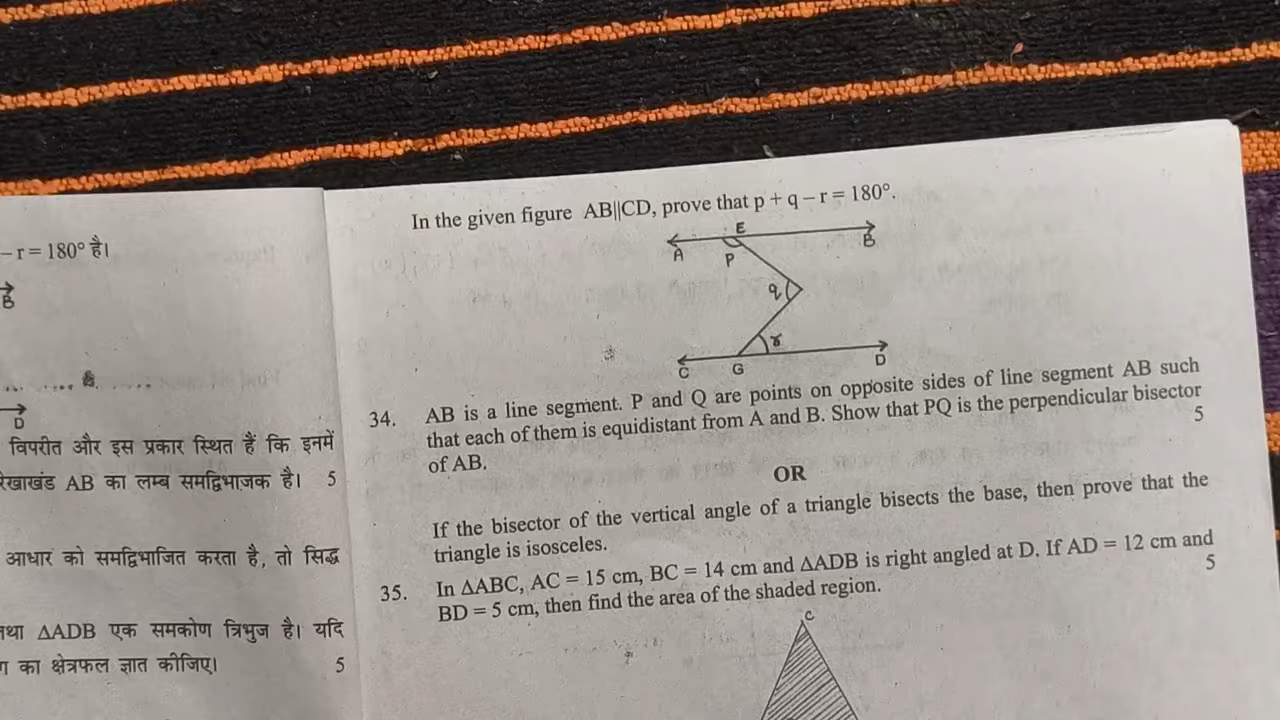 – r = 180° है।
B
D
विपरीत और इस प्रकार स्थित हैं कि इनमें
रेखाखंड AB का लम्ब समद्विभाजक है। 5
आधार को समद्विभाजित करता है, तो सिद्ध
तथा ΔADB एक समकोण त्रिभुज है। यदि
का क्षेत्रफल ज्ञात कीजिए। 5
In the given figure AB||CD, prove that p + q – r = 180°.
E
A P B
q
r
C G D
34. AB is a line segment. P and Q are points on opposite sides of line segment AB such
that each of them is equidistant from A and B. Show that PQ is the perpendicular bisector
of AB. 5
OR
If the bisector of the vertical angle of a triangle bisects the base, then prove that the
triangle is isosceles.
35. In ΔABC, AC = 15 cm, BC = 14 cm and ΔADB is right angled at D. If AD = 12 cm and
BD = 5 cm, then find the area of the shaded region. 5
C